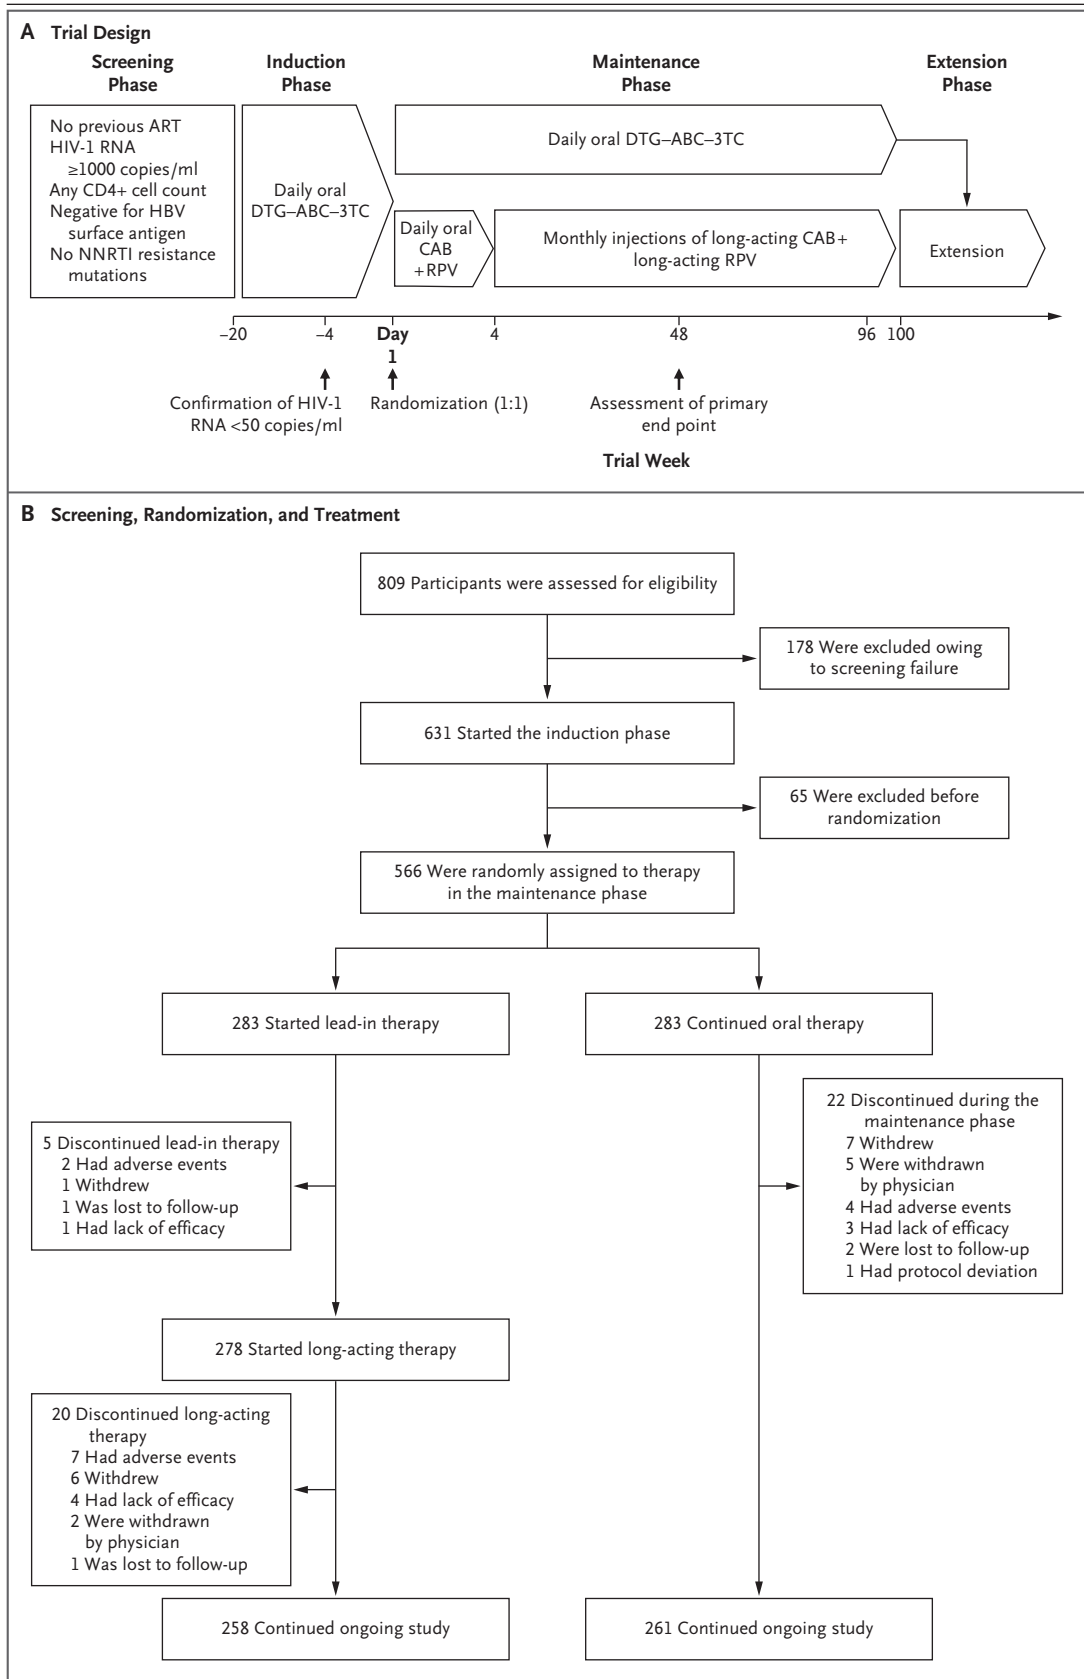 A Trial Design
Screening
Phase
Induction
Phase
Maintenance
Phase
Extension
Phase
No previous ART
HIV-1 RNA
≥1000 copies/ml
Any CD4+ cell count
Negative for HBV
surface antigen
No NNRTI resistance
mutations
Daily oral
DTG–ABC–3TC
Daily oral DTG–ABC–3TC
Daily oral
CAB
+RPV
Monthly injections of long-acting CAB+
long-acting RPV
Extension
−20
−4
Day
1
4
48
96
100
Confirmation of HIV-1
RNA <50 copies/ml
Randomization (1:1)
Assessment of primary
end point
Trial Week
B Screening, Randomization, and Treatment
809 Participants were assessed for eligibility
178 Were excluded owing
to screening failure
631 Started the induction phase
65 Were excluded before
randomization
566 Were randomly assigned to therapy
in the maintenance phase
283 Started lead-in therapy
283 Continued oral therapy
5 Discontinued lead-in therapy
2 Had adverse events
1 Withdrew
1 Was lost to follow-up
1 Had lack of efficacy
22 Discontinued during the
maintenance phase
7 Withdrew
5 Were withdrawn
by physician
4 Had adverse events
3 Had lack of efficacy
2 Were lost to follow-up
1 Had protocol deviation
278 Started long-acting therapy
20 Discontinued long-acting
therapy
7 Had adverse events
6 Withdrew
4 Had lack of efficacy
2 Were withdrawn
by physician
1 Was lost to follow-up
258 Continued ongoing study
261 Continued ongoing study